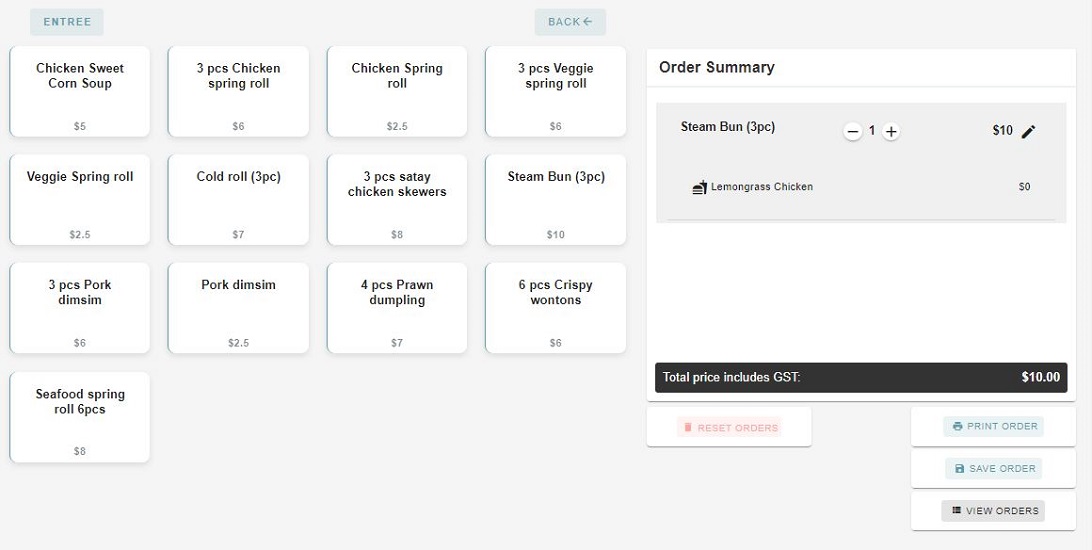 ENTREE
BACK
Chicken Sweet
Corn Soup
$5
3 pcs Chicken
spring roll
$6
Chicken Spring
roll
$2.5
3 pcs Veggie
spring roll
$6
Veggie Spring roll
$2.5
Cold roll (3pc)
$7
3 pcs satay
chicken skewers
$8
Steam Bun (3pc)
$10
3 pcs Pork
dimsim
$6
Pork dimsim
$2.5
4 pcs Prawn
dumpling
$7
6 pcs Crispy
wontons
$6
Seafood spring
roll 6pcs
$8
Order Summary
Steam Bun (3pc) 1 $10
Lemongrass Chicken $0
Total price includes GST: $10.00
RESET ORDERS
PRINT ORDER
SAVE ORDER
VIEW ORDERS